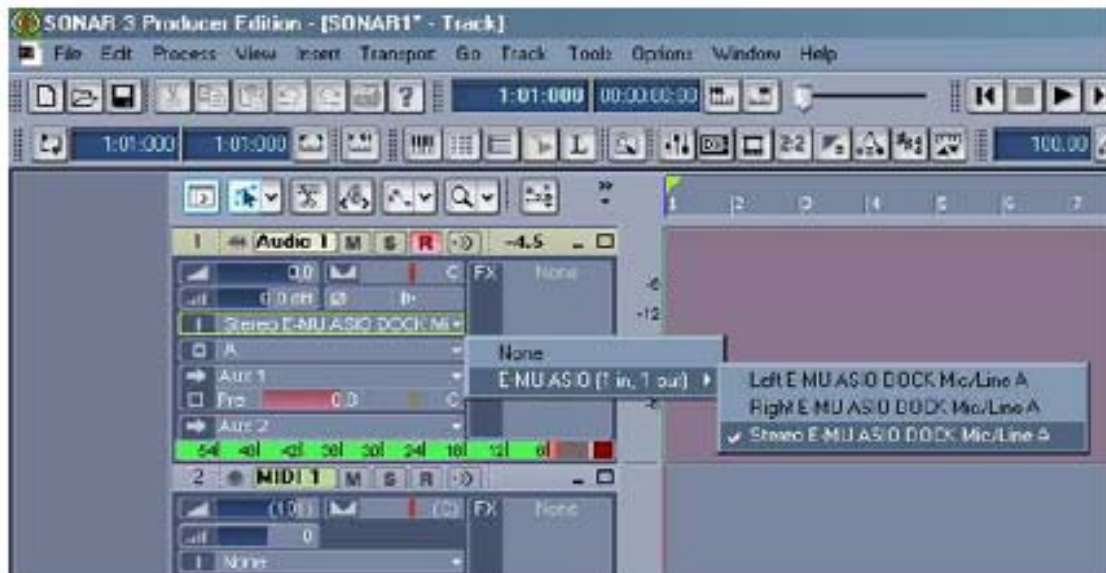 SONAR 3 Producer Edition - [SONAR1* - Track]
File Edit Process View Insert Transport Go Track Tools Options Window Help
1:01:000 00:00:00:00
1:01:000 1:01:000 100.00
1 2 3 4 5 6 7
1 Audio 1 M S R -4.5
0.0 C FX None
-6
-12
Stereo E-MU ASIO DOCK Mi
A
None
Aux 1
E-MU ASIO (1 in, 1 out)
Left E-MU ASIO DOCK Mic/Line A
Pre 0.0 C
Right E-MU ASIO DOCK Mic/Line A
Aux 2
Stereo E-MU ASIO DOCK Mic/Line A
54 48 42 36 30 24 18 12 6
2 MIDI 1 M S R
(101) (C) FX None
0
None